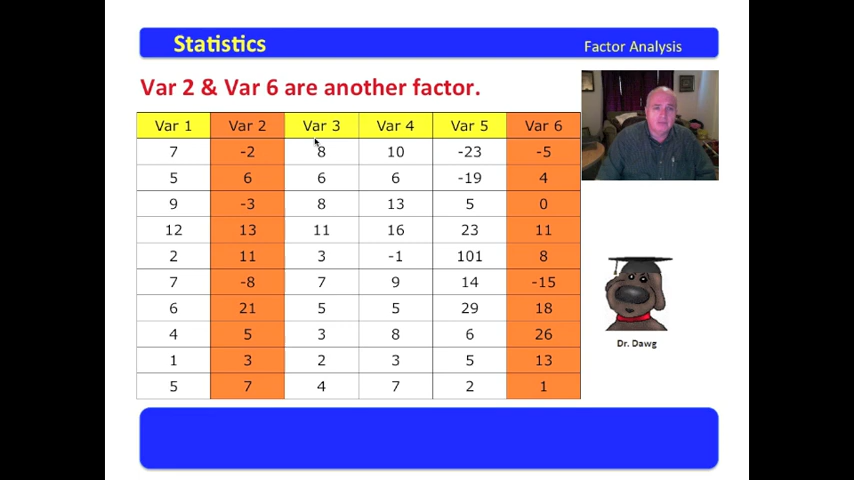 Statistics
Factor Analysis
Var 2 & Var 6 are another factor.
Var 1 Var 2 Var 3 Var 4 Var 5 Var 6
7 -2 8 10 -23 -5
5 6 6 6 -19 4
9 -3 8 13 5 0
12 13 11 16 23 11
2 11 3 -1 101 8
7 -8 7 9 14 -15
6 21 5 5 29 18
4 5 3 8 6 26
1 3 2 3 5 13
5 7 4 7 2 1
Dr. Dawg